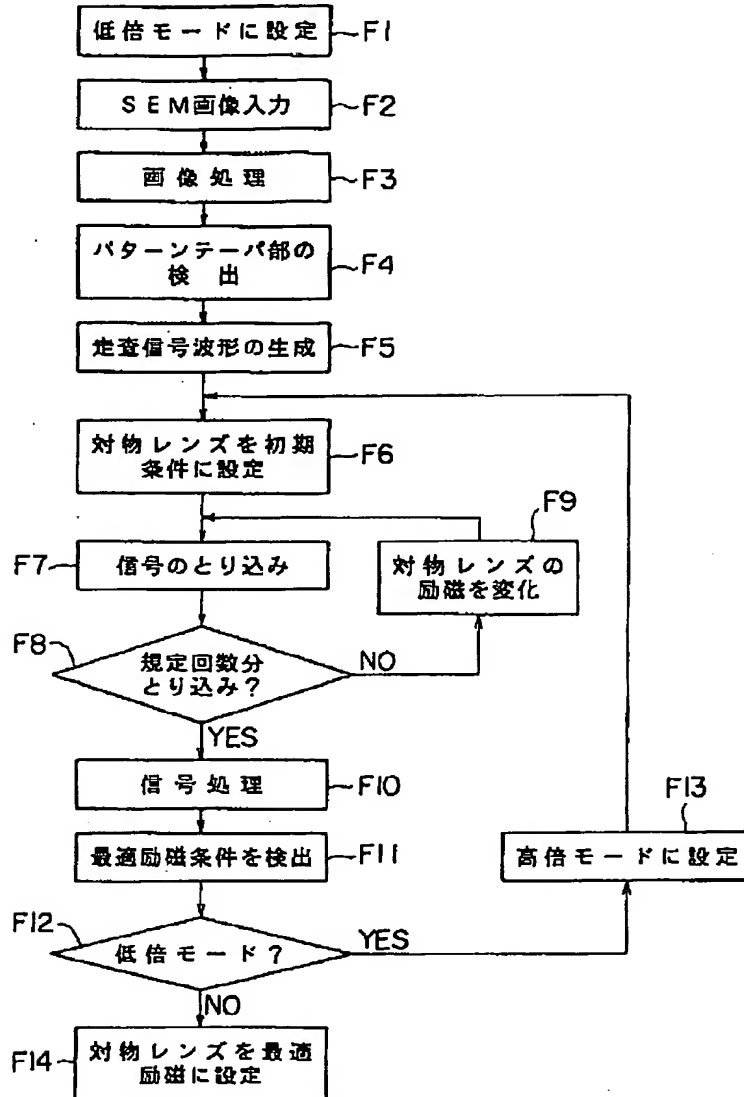 低倍モードに設定
F1
SEM画像入力
F2
画像処理
F3
パターンテーパ部の
検出
F4
走査信号波形の生成
F5
対物レンズを初期
条件に設定
F6
F7
信号のとり込み
F9
対物レンズの
励磁を変化
F8
規定回数分
とり込み?
NO
YES
信号処理
F10
最適励磁条件を検出
F11
F13
高倍モードに設定
F12
低倍モード?
YES
NO
F14
対物レンズを最適
励磁に設定